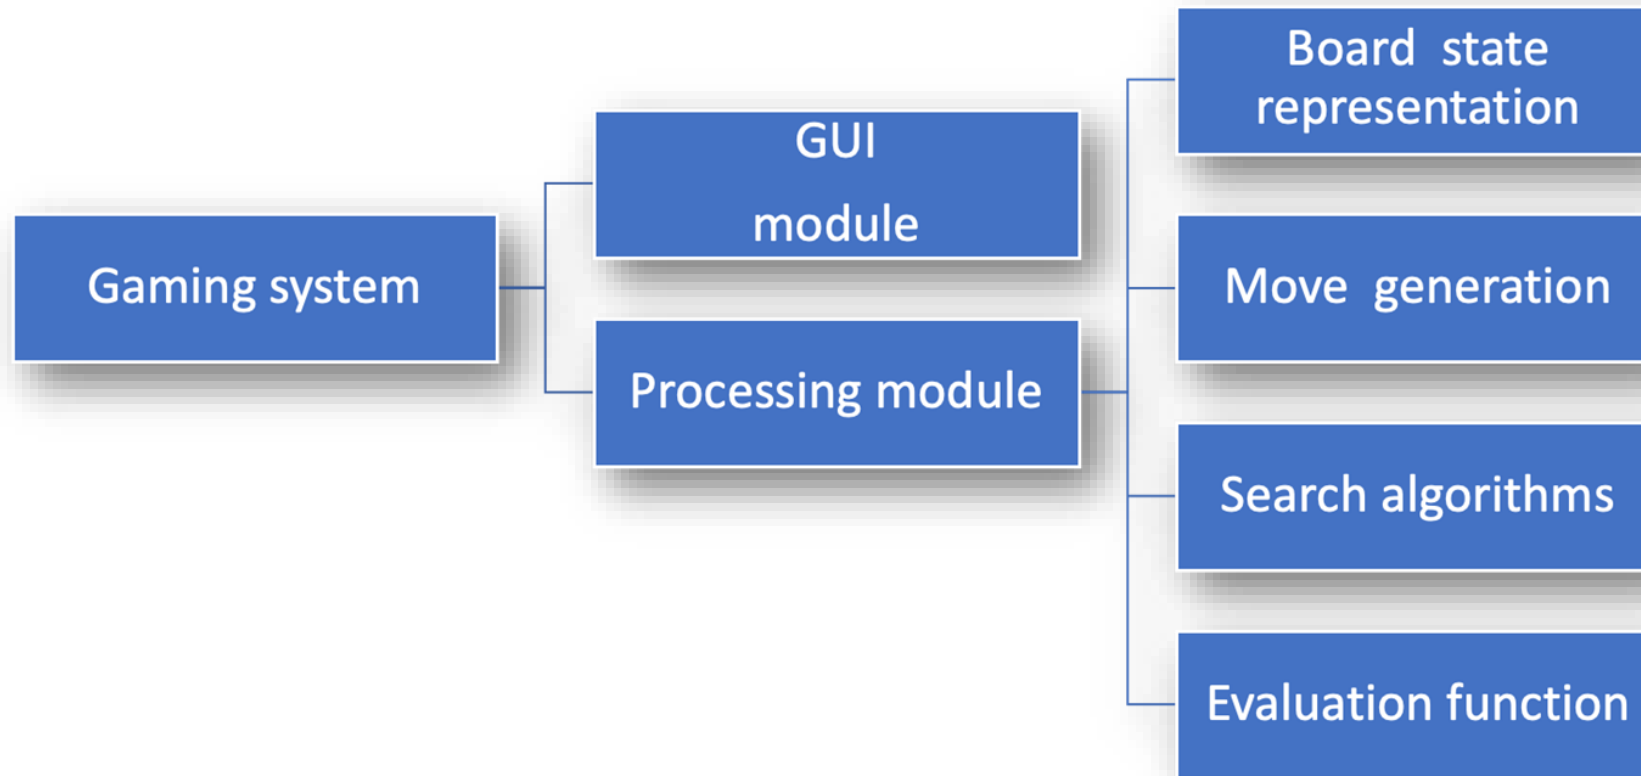 Gaming system
GUI
module
Processing module
Board state
representation
Move generation
Search algorithms
Evaluation function